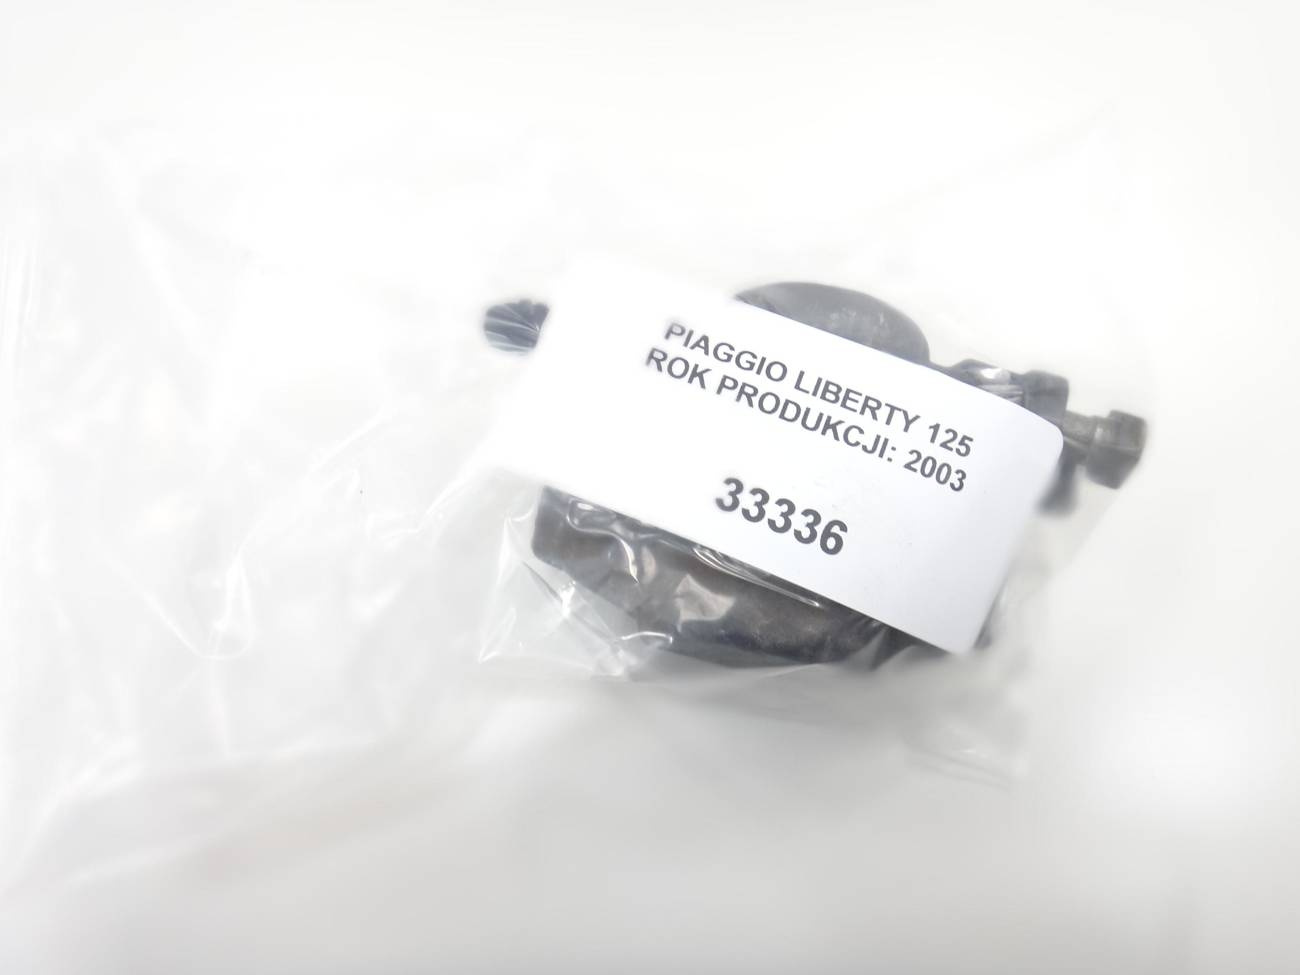 PIAGGIO LIBERTY 125
ROK PRODUKCJI: 2003
33336